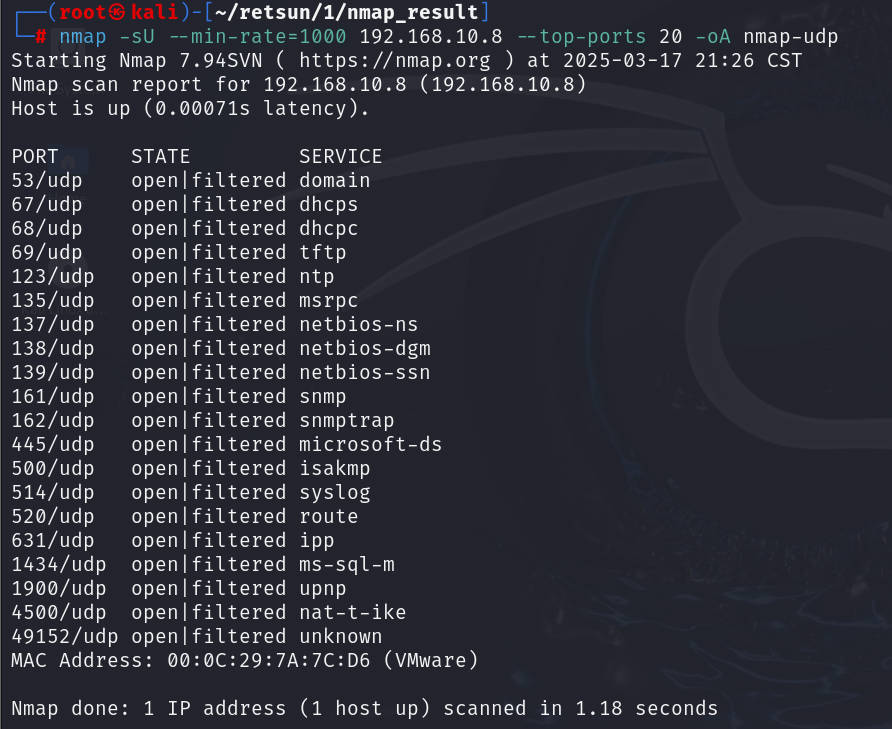 ┌──(root㉿kali)-[~/retsun/1/nmap_result]
└─# nmap -sU --min-rate=1000 192.168.10.8 --top-ports 20 -oA nmap-udp
Starting Nmap 7.94SVN ( https://nmap.org ) at 2025-03-17 21:26 CST
Nmap scan report for 192.168.10.8 (192.168.10.8)
Host is up (0.00071s latency).

PORT      STATE         SERVICE
53/udp    open|filtered domain
67/udp    open|filtered dhcps
68/udp    open|filtered dhcpc
69/udp    open|filtered tftp
123/udp   open|filtered ntp
135/udp   open|filtered msrpc
137/udp   open|filtered netbios-ns
138/udp   open|filtered netbios-dgm
139/udp   open|filtered netbios-ssn
161/udp   open|filtered snmp
162/udp   open|filtered snmptrap
445/udp   open|filtered microsoft-ds
500/udp   open|filtered isakmp
514/udp   open|filtered syslog
520/udp   open|filtered route
631/udp   open|filtered ipp
1434/udp  open|filtered ms-sql-m
1900/udp  open|filtered upnp
4500/udp  open|filtered nat-t-ike
49152/udp open|filtered unknown
MAC Address: 00:0C:29:7A:7C:D6 (VMware)

Nmap done: 1 IP address (1 host up) scanned in 1.18 seconds